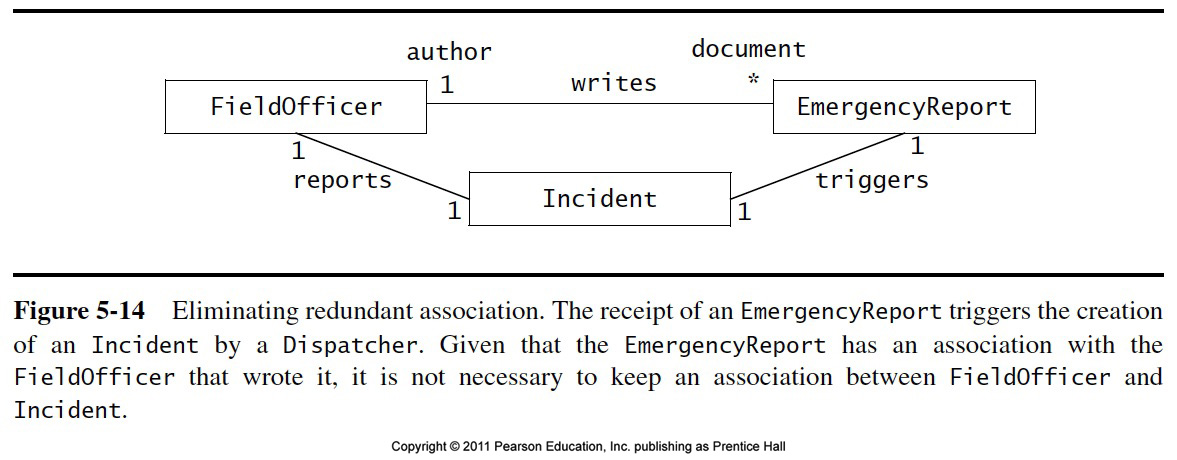 author
document
1
writes
*
FieldOfficer
EmergencyReport
1
1
reports
triggers
Incident
1
1
Figure 5-14 Eliminating redundant association. The receipt of an EmergencyReport triggers the creation
of an Incident by a Dispatcher. Given that the EmergencyReport has an association with the
FieldOfficer that wrote it, it is not necessary to keep an association between FieldOfficer and
Incident.
Copyright © 2011 Pearson Education, Inc. publishing as Prentice Hall